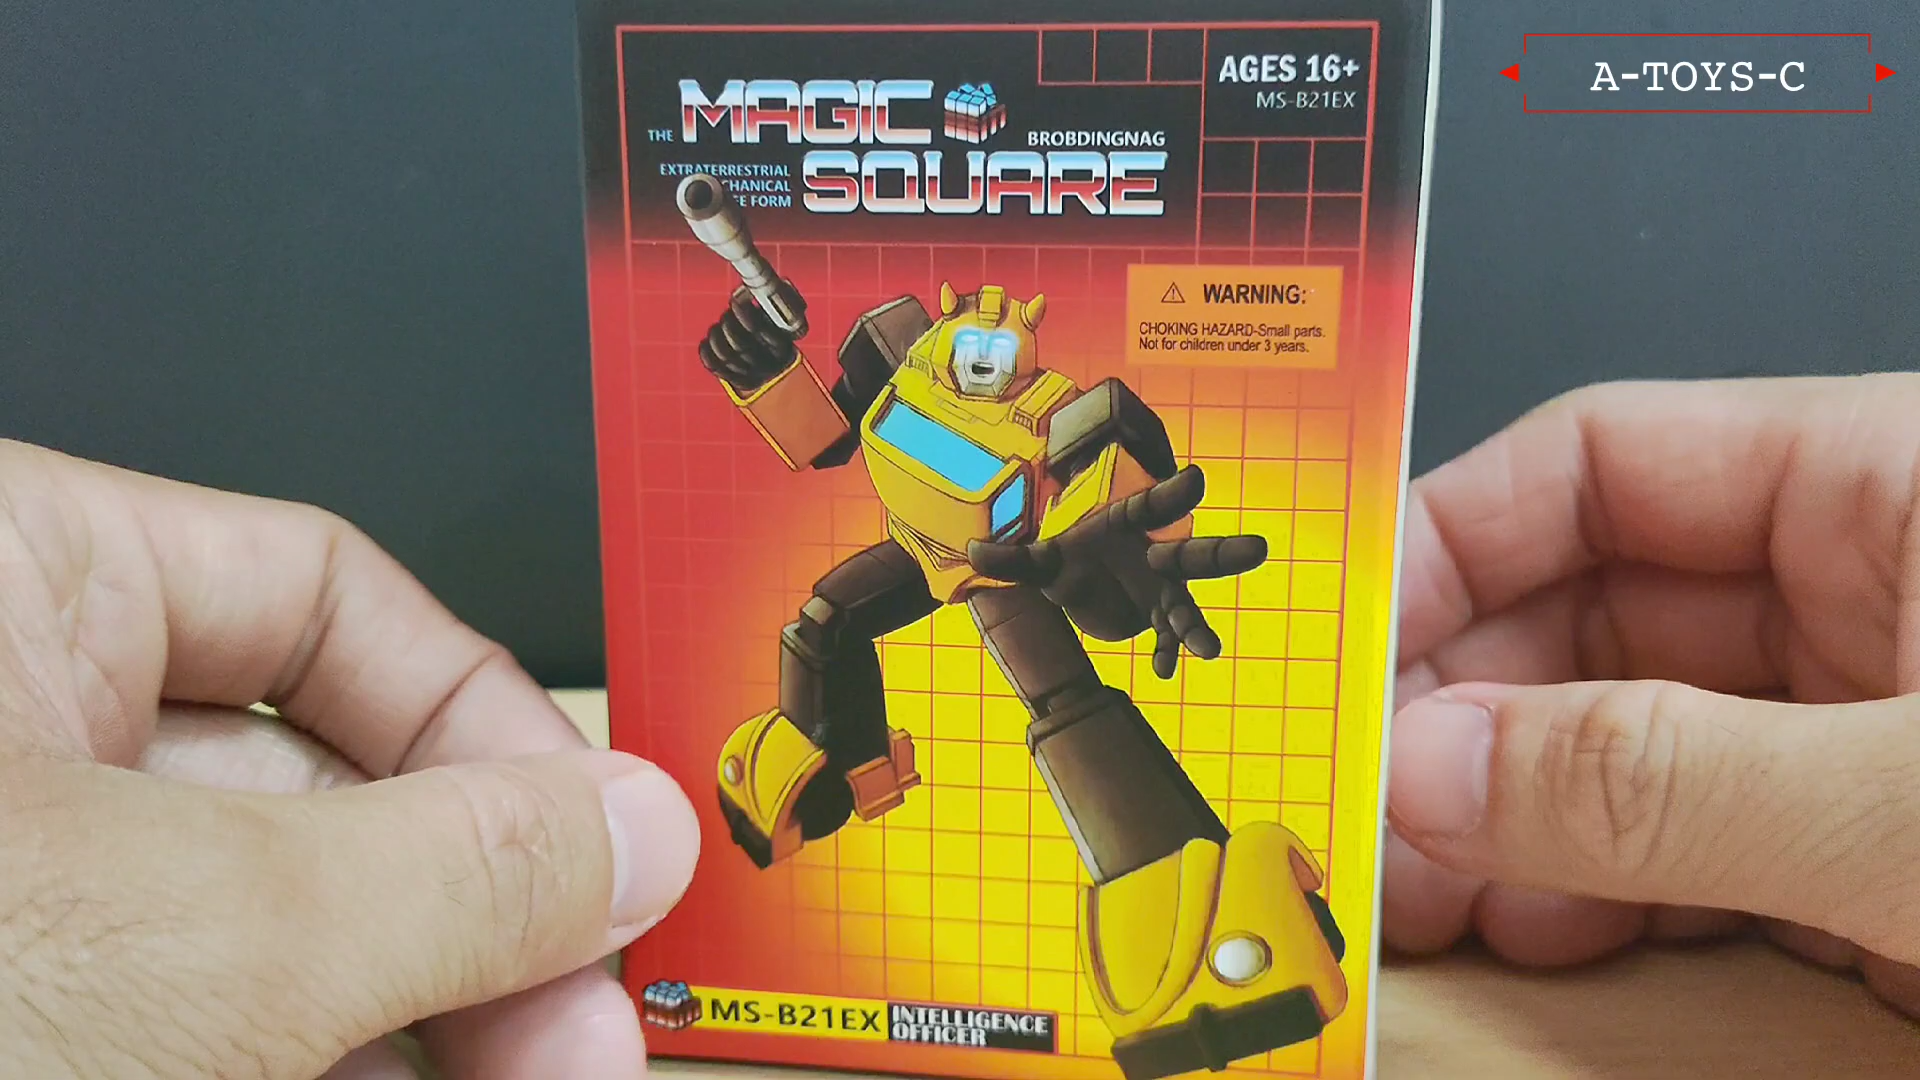 A-TOYS-C
AGES 16+
MS-B21EX
THE MAGIC
BROBDINGNAG
EXTRATERRESTRIAL
SQUARE
FORM
WARNING:
CHOKING HAZARD-Small parts.
Not for children under 3 years.
MS-B21EX
INTELLIGENCE
OFFICER